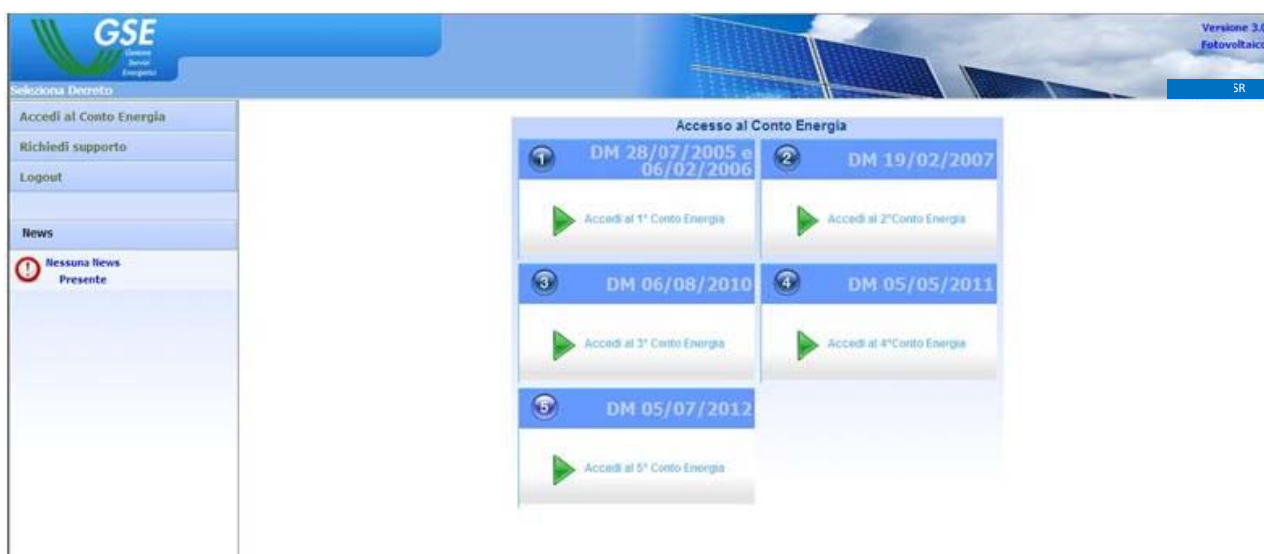 GSE
Gestore
Servizi
Energetici
Versione 3.0
Fotovoltaico
Seleziona Decreto
SR
Accedi al Conto Energia
Richiedi supporto
Logout
News
Nessuna News
Presente
Accesso al Conto Energia
1
DM 28/07/2005 e
06/02/2006
Accedi al 1° Conto Energia
2
DM 19/02/2007
Accedi al 2°Conto Energia
3
DM 06/08/2010
Accedi al 3° Conto Energia
4
DM 05/05/2011
Accedi al 4°Conto Energia
5
DM 05/07/2012
Accedi al 5° Conto Energia